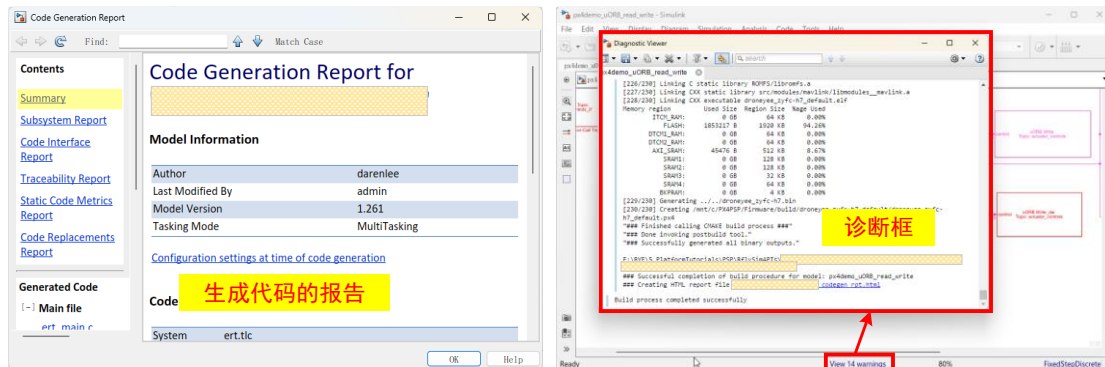 Code Generation Report
Find:
Match Case
Contents
Summary
Subsystem Report
Code Interface
Report
Traceability Report
Static Code Metrics
Report
Code Replacements
Report
Generated Code
[-] Main file
ert_main.c
Code Generation Report for
Model Information
Author darenlee
Last Modified By admin
Model Version 1.261
Tasking Mode MultiTasking
Configuration settings at time of code generation
生成代码的报告
Code
System ert.tlc
OK Help
px4demo_uORB_read_write - Simulink
File Edit View Display Diagram Simulation Analysis Code Tools Help
Diagnostic Viewer
search
px4demo_uORB_read_write
[226/230] Linking C static library ROMFS/libromfs.a
[227/230] Linking CXX static library src/modules/mavlink/libmodules__mavlink.a
[228/230] Linking CXX executable droneyee_zyfc-h7_default.elf
Memory region Used Size Region Size %age Used
ITCM_RAM: 0 GB 64 KB 0.00%
FLASH: 1853217 B 1920 KB 94.26%
DTCM1_RAM: 0 GB 64 KB 0.00%
DTCM2_RAM: 0 GB 64 KB 0.00%
AXI_SRAM: 45476 B 512 KB 8.67%
SRAM1: 0 GB 128 KB 0.00%
SRAM2: 0 GB 128 KB 0.00%
SRAM3: 0 GB 32 KB 0.00%
SRAM4: 0 GB 64 KB 0.00%
BKPRAM: 0 GB 4 KB 0.00%
[229/230] Generating ../../droneyee_zyfc-h7.bin
[230/230] Creating /mnt/c/PX4PSP/Firmware/build/droneyee_zyfc-h7_default/droneyee_zyfc-
h7_default.px4
"### Finished calling CMAKE build process ###"
"### Done invoking postbuild tool."
"### Successfully generated all binary outputs."
诊断框
### Successful completion of build procedure for model: px4demo_uORB_read_write
### Creating HTML report file codegen_rpt.html
Build process completed successfully
Ready View 14 warnings 80% FixedStepDiscrete